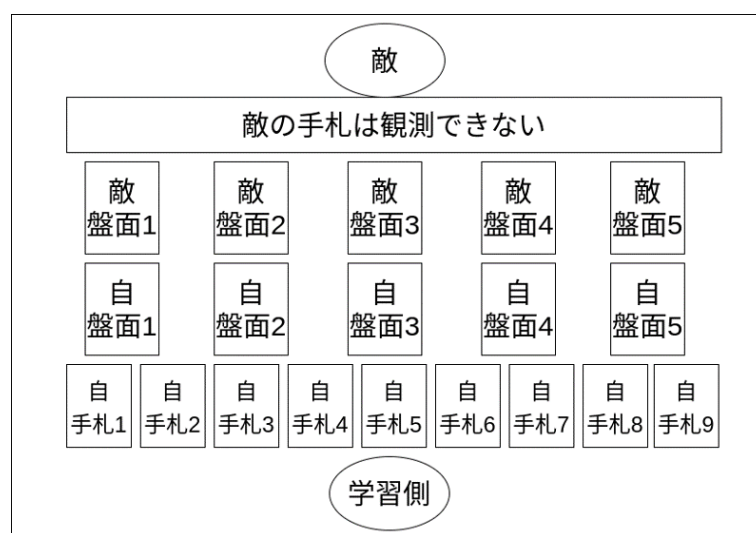 敵
敵の手札は観測できない
敵
盤面1
敵
盤面2
敵
盤面3
敵
盤面4
敵
盤面5
自
盤面1
自
盤面2
自
盤面3
自
盤面4
自
盤面5
自
手札1
自
手札2
自
手札3
自
手札4
自
手札5
自
手札6
自
手札7
自
手札8
自
手札9
学習側